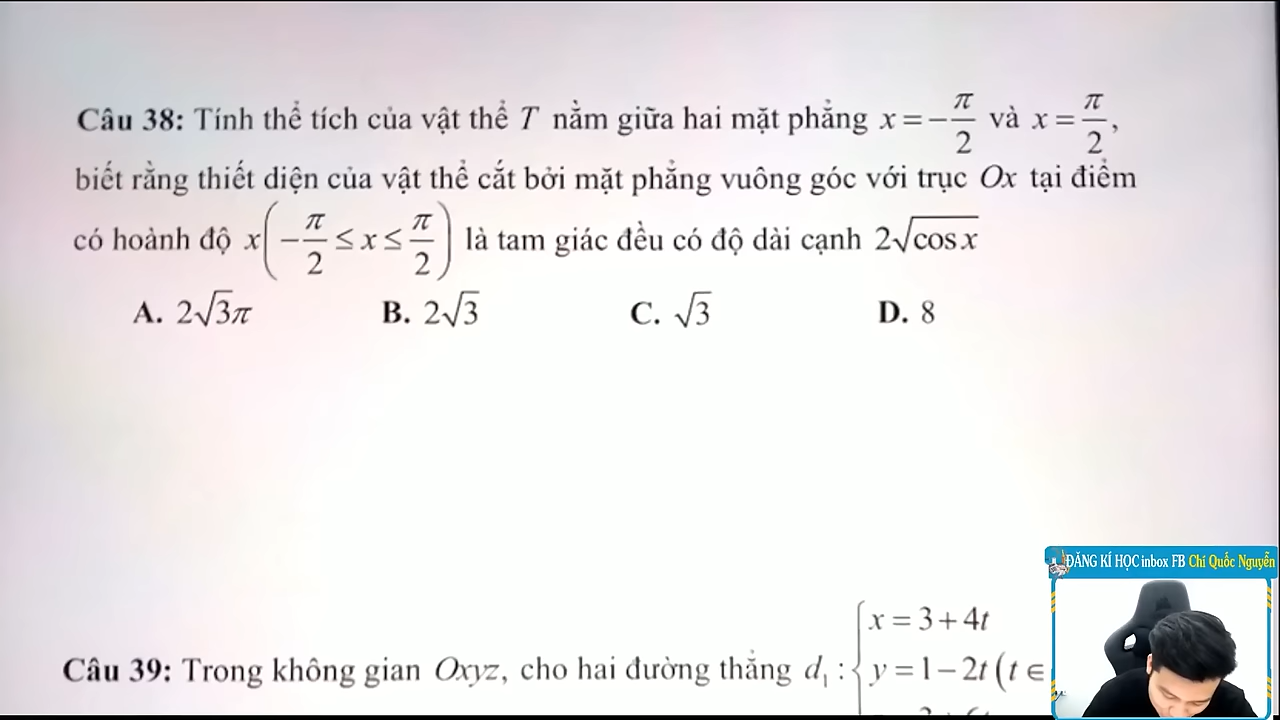 Câu 38: Tính thể tích của vật thể T nằm giữa hai mặt phẳng x = −π/2 và x = π/2,
biết rằng thiết diện của vật thể cắt bởi mặt phẳng vuông góc với trục Ox tại điểm
có hoành độ x(−π/2 ≤ x ≤ π/2) là tam giác đều có độ dài cạnh 2√cos x
A. 2√3π B. 2√3 C. √3 D. 8
ĐĂNG KÍ HỌC inbox FB Chí Quốc Nguyễn
x = 3 + 4t
Câu 39: Trong không gian Oxyz, cho hai đường thẳng d₁ : { y = 1 − 2t (t ∈